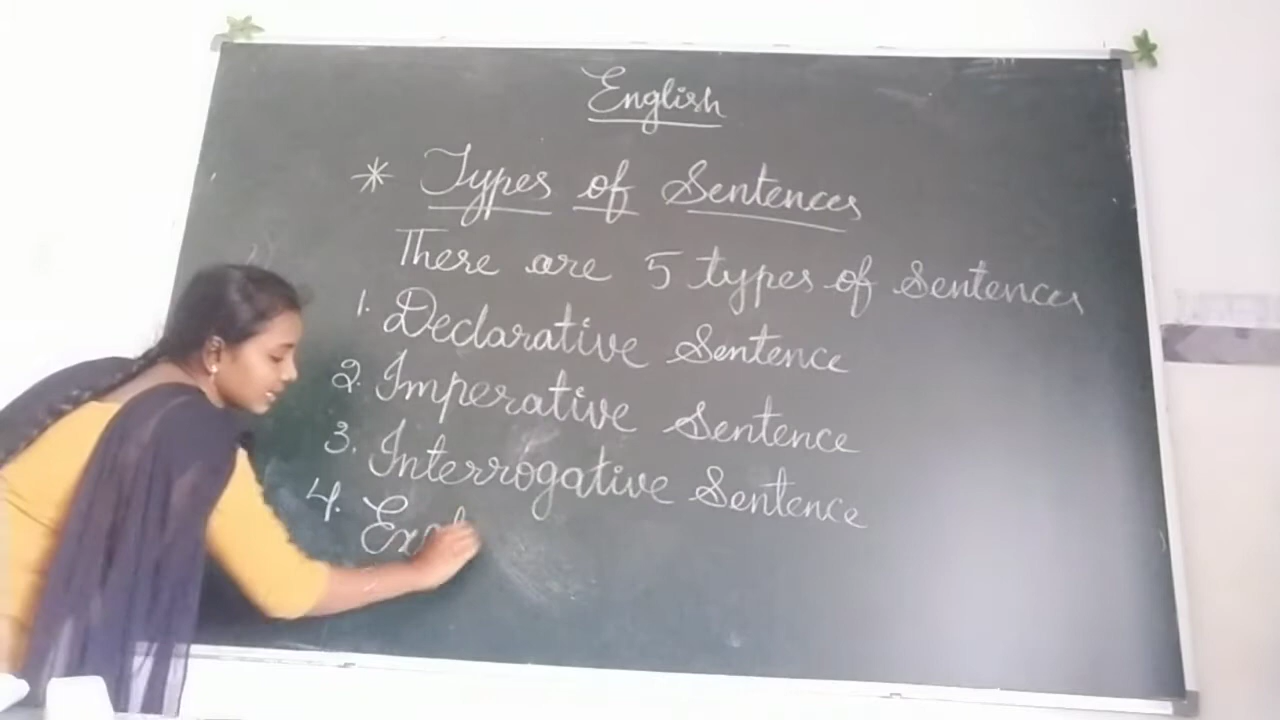 English
* Types of Sentences
There are 5 types of Sentences
1. Declarative Sentence
2. Imperative Sentence
3. Interrogative Sentence
4.